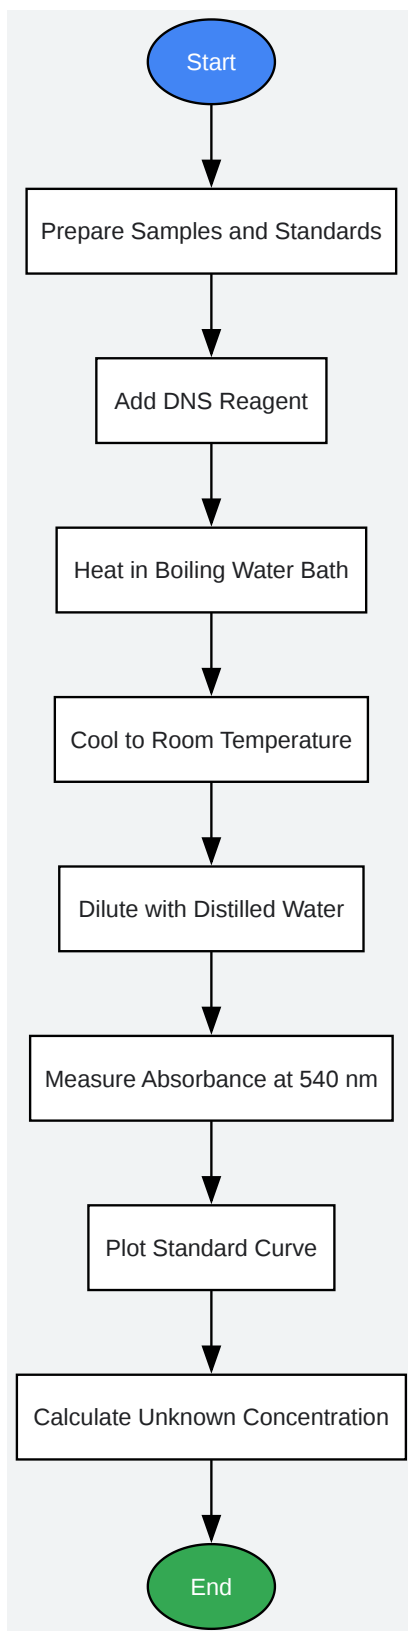 Start
Prepare Samples and Standards
Add DNS Reagent
Heat in Boiling Water Bath
Cool to Room Temperature
Dilute with Distilled Water
Measure Absorbance at 540 nm
Plot Standard Curve
Calculate Unknown Concentration
End